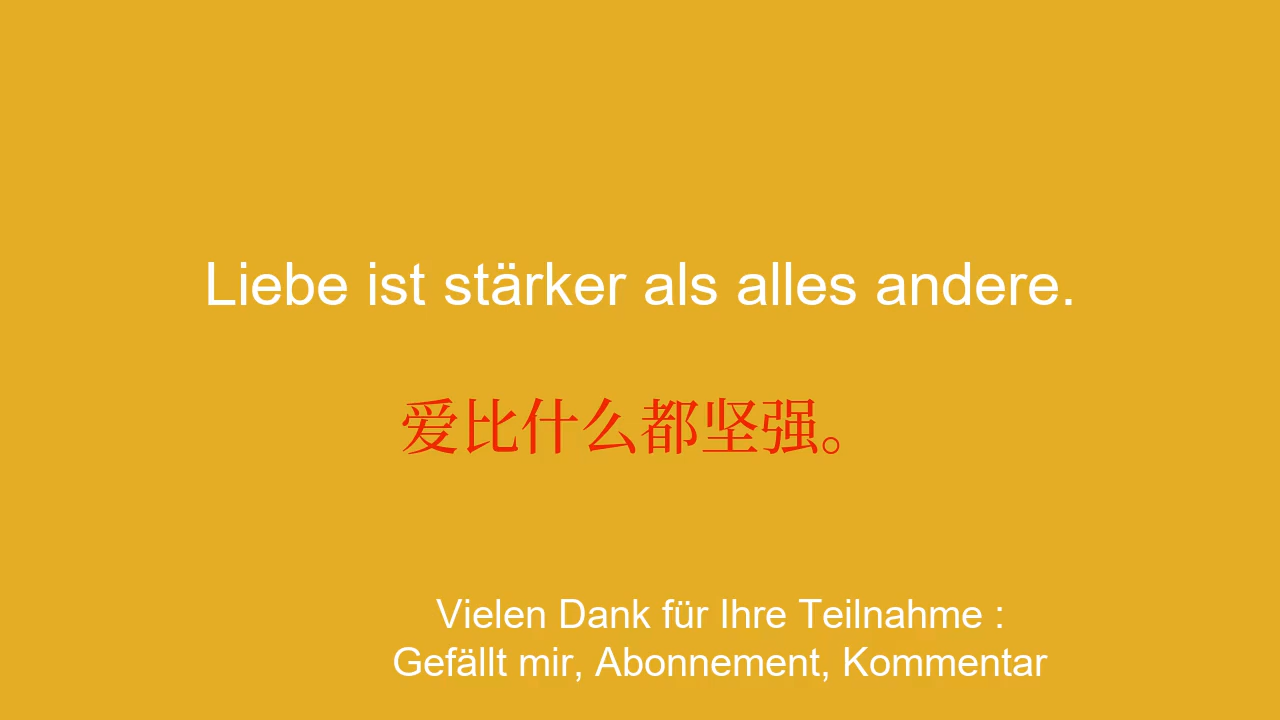 Liebe ist stärker als alles andere.
爱比什么都坚强。
Vielen Dank für Ihre Teilnahme :
Gefällt mir, Abonnement, Kommentar